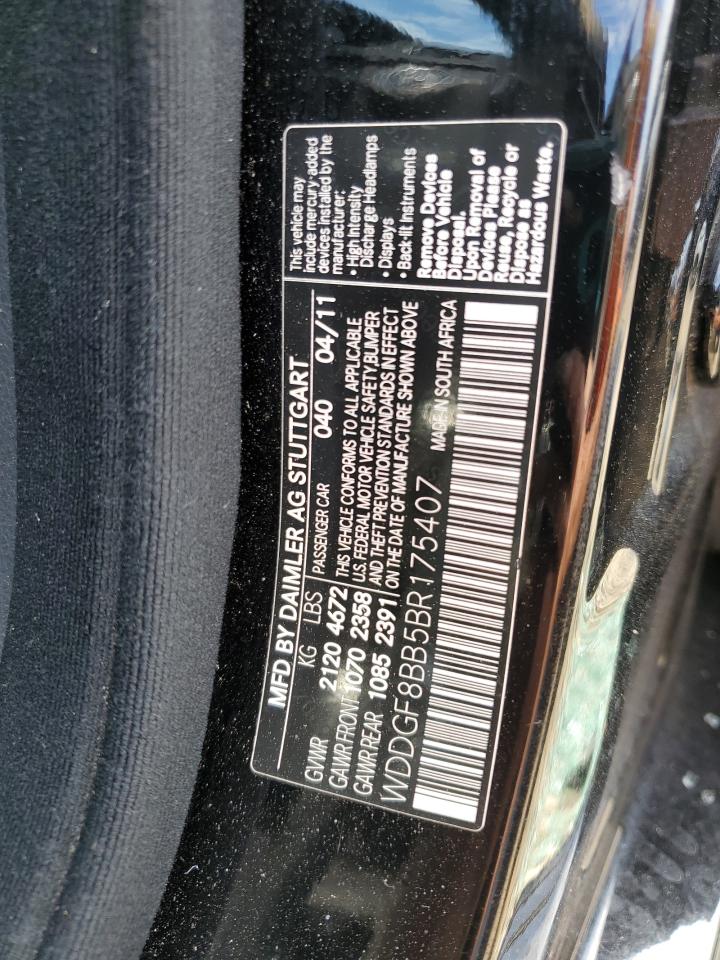 MFD BY DAIMLER AG STUTTGART
KG LBS PASSENGER CAR 040 04/11
GVWR 2120 4672 THIS VEHICLE CONFORMS TO ALL APPLICABLE
GAWR FRONT 1070 2358 U.S. FEDERAL MOTOR VEHICLE SAFETY BUMPER
GAWR REAR 1085 2391 AND THEFT PREVENTION STANDARDS IN EFFECT
ON THE DATE OF MANUFACTURE SHOWN ABOVE
WDDGF8BB5BR175407 MADE IN SOUTH AFRICA
This vehicle may
include mercury-added
devices installed by the
manufacturer:
• High Intensity
Discharge Headlamps
• Displays
• Back-lit Instruments
Remove Devices
Before Vehicle
Disposal.
Upon Removal of
Devices Please
Reuse, Recycle or
Dispose as
Hazardous Waste.